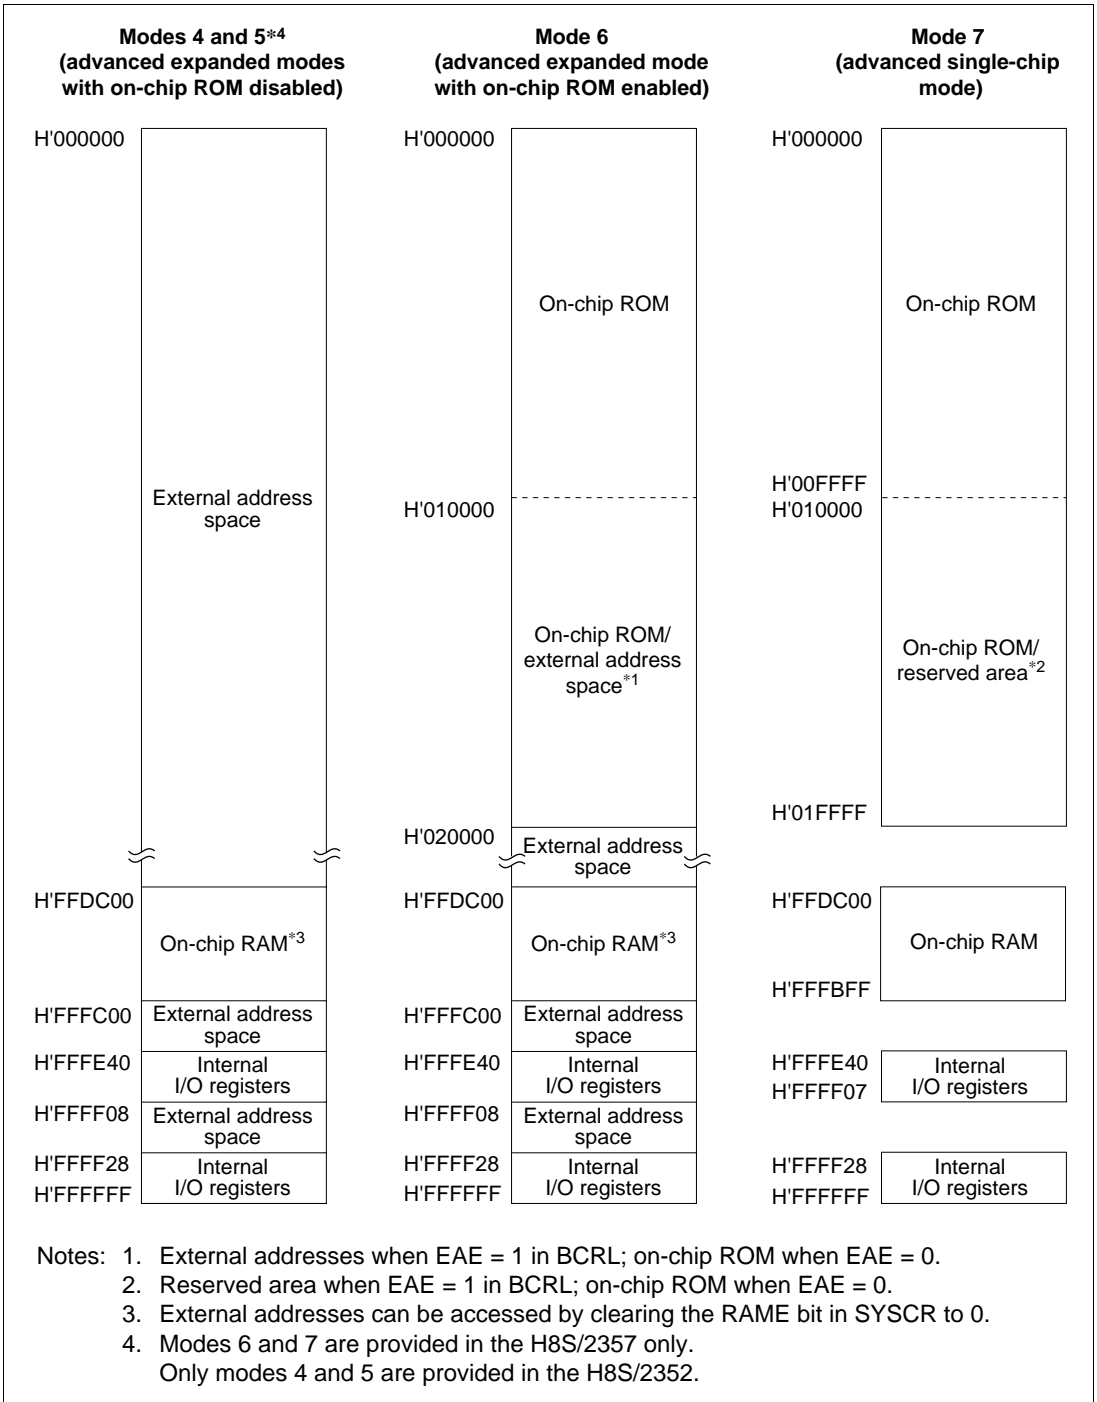 Modes 4 and 5*4
(advanced expanded modes
with on-chip ROM disabled)
H'000000
External address
space
H'FFDC00
On-chip RAM*3
H'FFFC00
External address
space
H'FFFE40
Internal
I/O registers
H'FFFF08
External address
space
H'FFFF28
Internal
I/O registers
H'FFFFFF
Mode 6
(advanced expanded mode
with on-chip ROM enabled)
H'000000
On-chip ROM
H'010000
On-chip ROM/
external address
space*1
H'020000
External address
space
H'FFDC00
On-chip RAM*3
H'FFFC00
External address
space
H'FFFE40
Internal
I/O registers
H'FFFF08
External address
space
H'FFFF28
Internal
I/O registers
H'FFFFFF
Mode 7
(advanced single-chip
mode)
H'000000
On-chip ROM
H'00FFFF
H'010000
On-chip ROM/
reserved area*2
H'01FFFF
H'FFDC00
On-chip RAM
H'FFFBFF
H'FFFE40
Internal
I/O registers
H'FFFF07
H'FFFF28
Internal
I/O registers
H'FFFFFF
Notes: 1. External addresses when EAE = 1 in BCRL; on-chip ROM when EAE = 0.
2. Reserved area when EAE = 1 in BCRL; on-chip ROM when EAE = 0.
3. External addresses can be accessed by clearing the RAME bit in SYSCR to 0.
4. Modes 6 and 7 are provided in the H8S/2357 only.
Only modes 4 and 5 are provided in the H8S/2352.